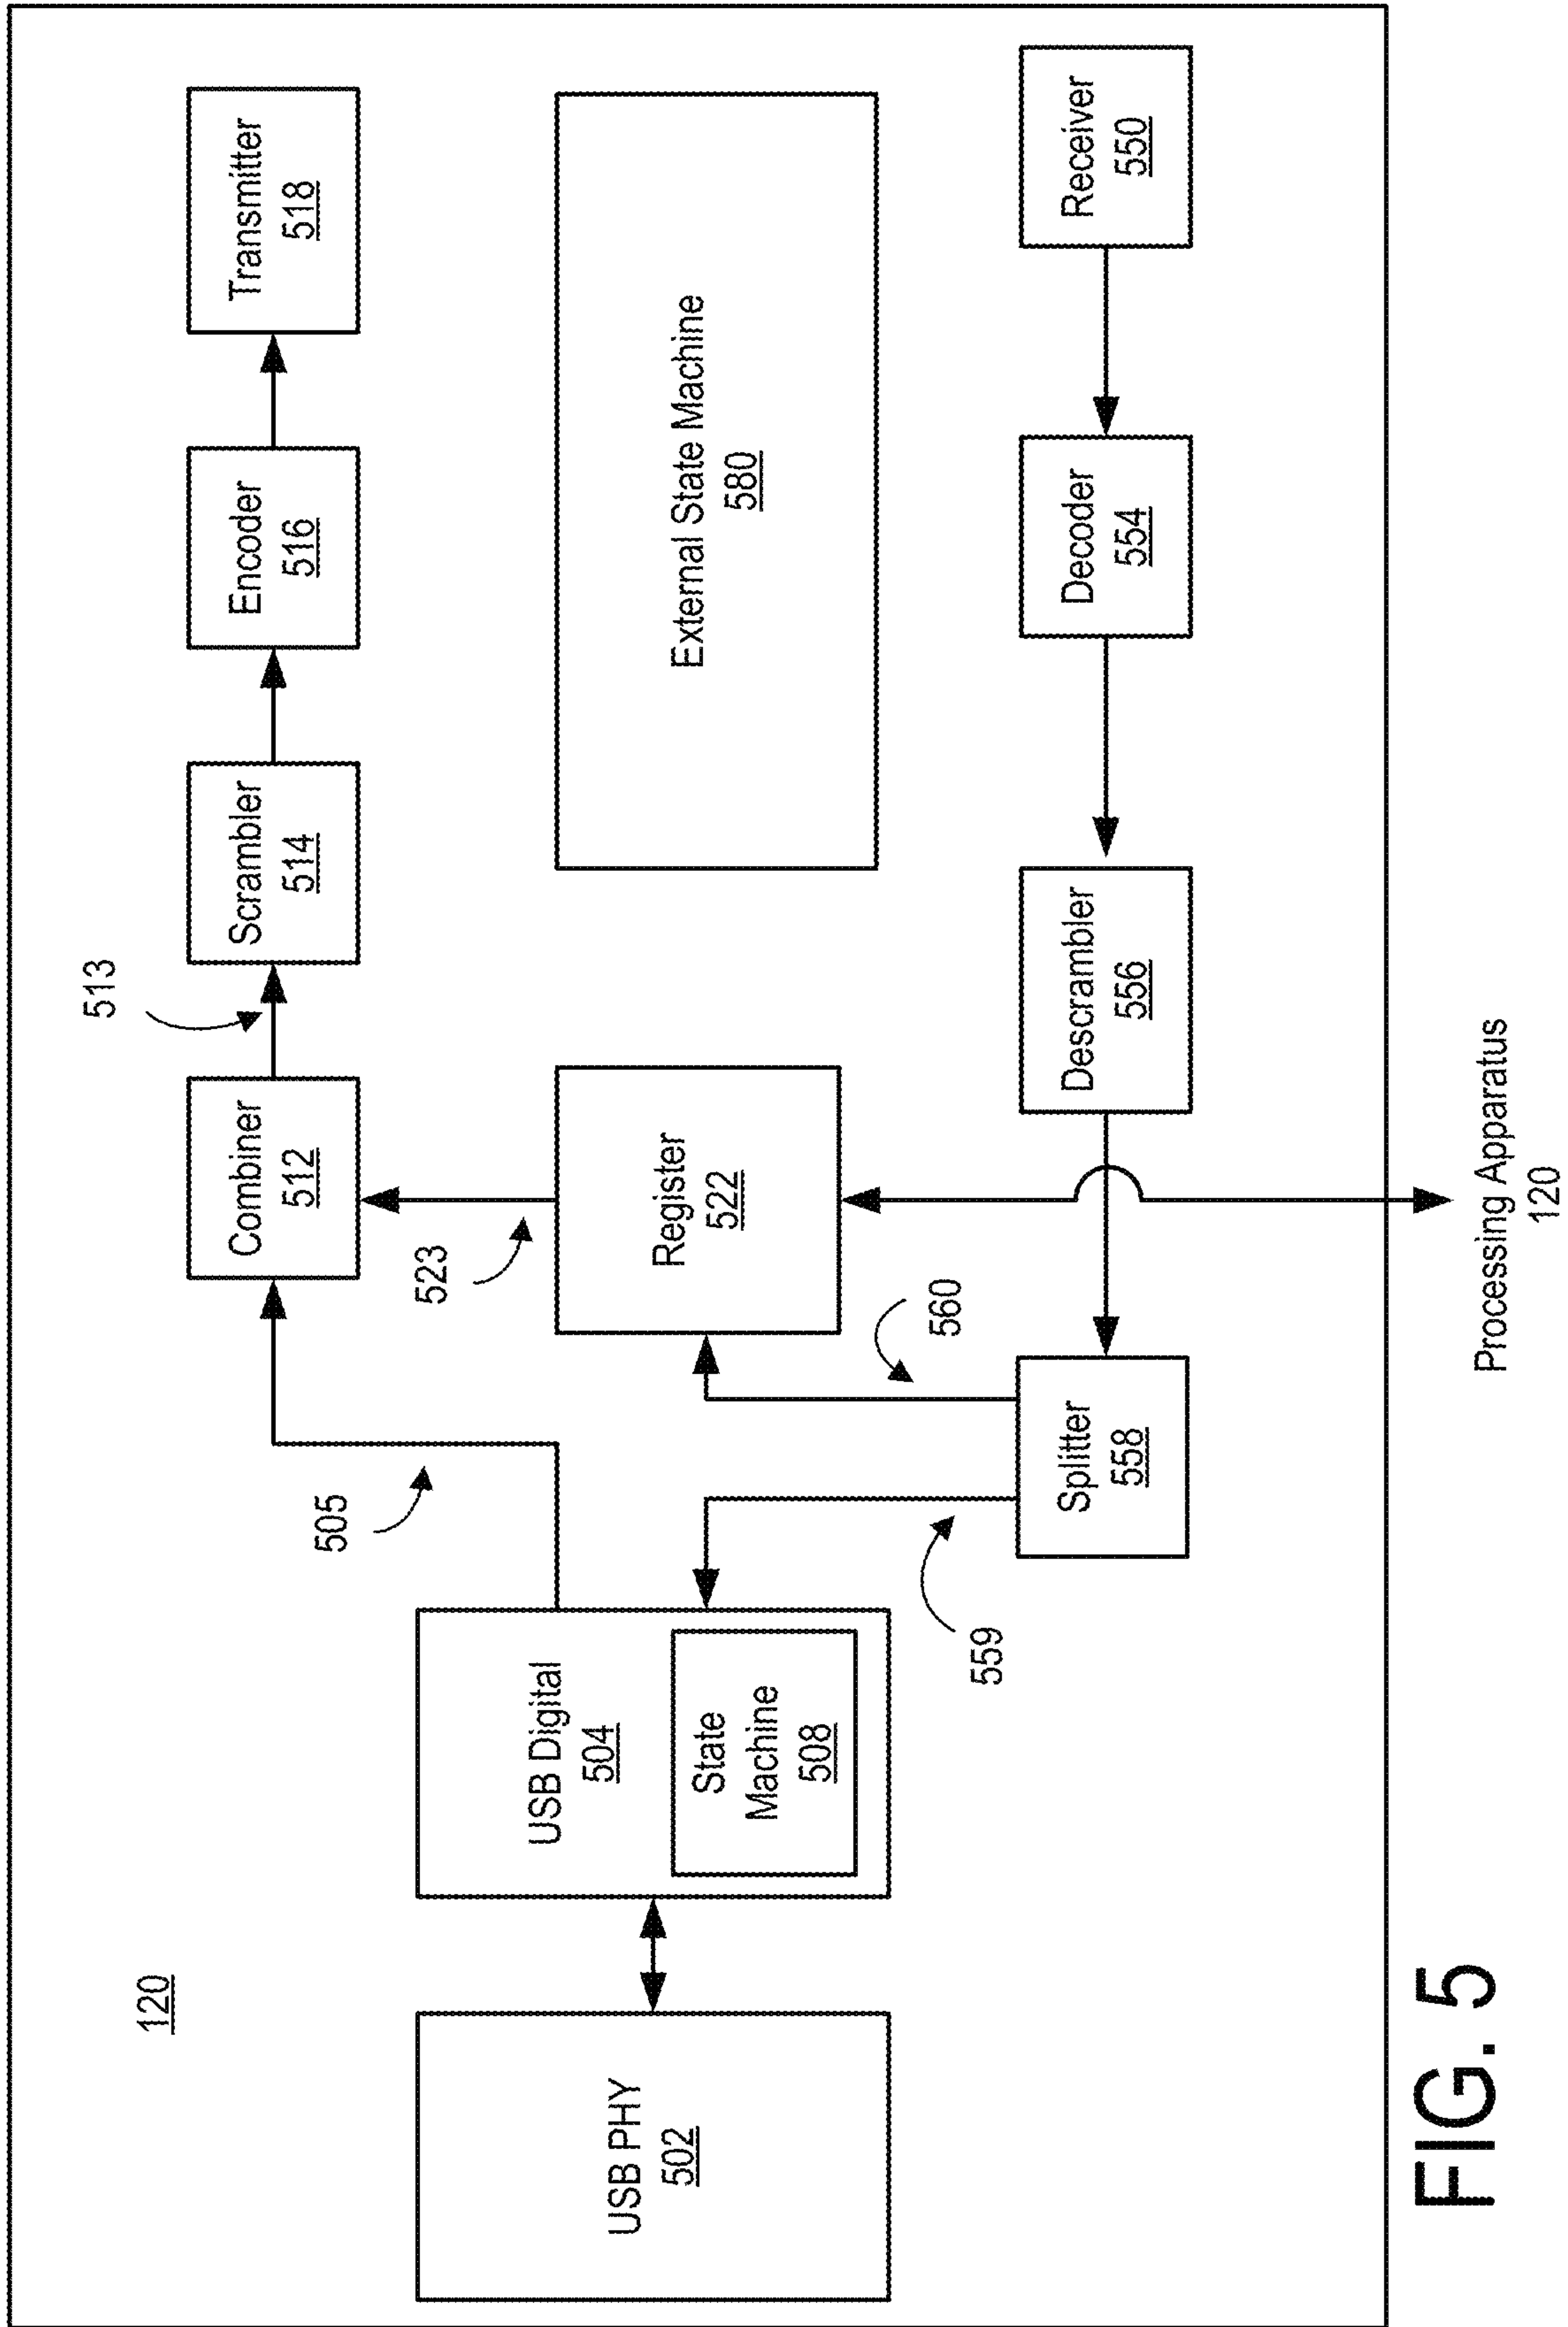 120
USB PHY
502
USB Digital
504
State
Machine
508
505
Combiner
512
513
Scrambler
514
Encoder
516
Transmitter
518
523
Register
522
External State Machine
580
559
560
Splitter
558
Descrambler
556
Decoder
554
Receiver
550
Processing Apparatus
120
FIG. 5